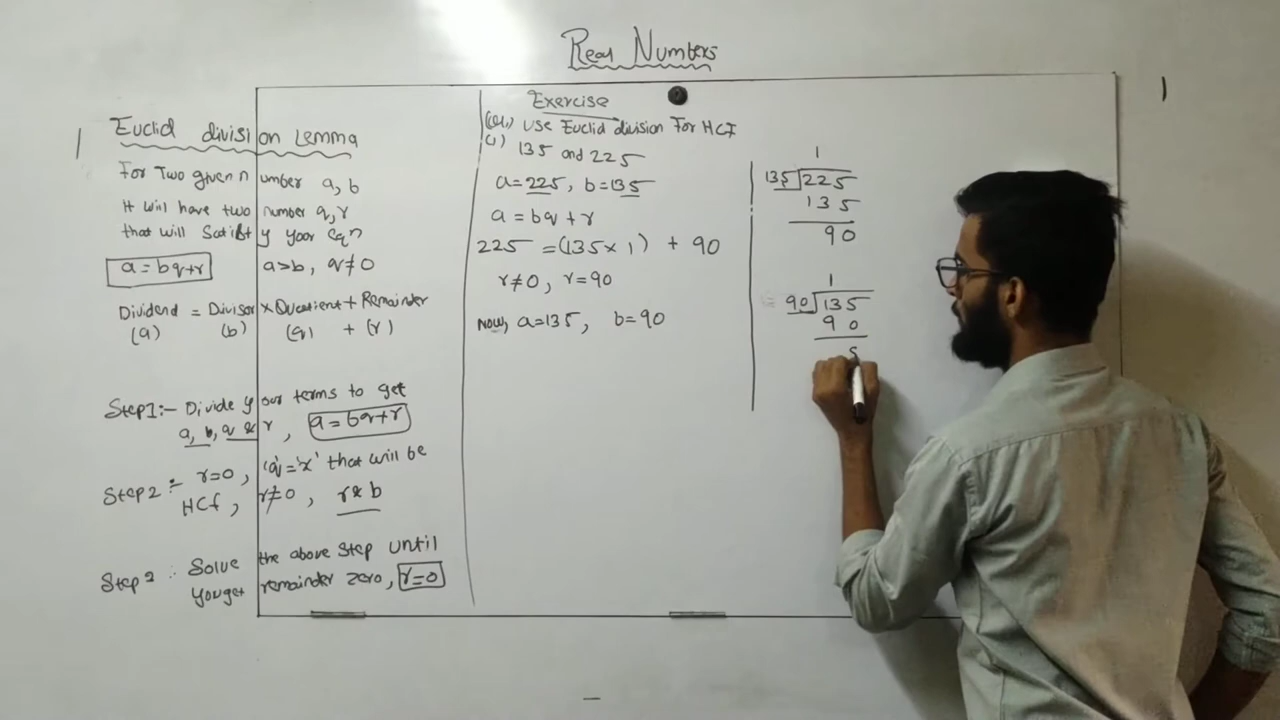 Real Numbers
Euclid division Lemma
For Two given number a, b
It will have two number q, r
that will Satisfy your eqn
a=bq+r a>b, q≠0
Dividend = Divisor × Quotient + Remainder
(a) (b) (q) + (r)
Step1:- Divide your terms to get
a, b, q & r , a=bq+r
Step2:- r=0, 'q'='x' that will be
HCf, r≠0, r & b
Solve the above Step until
you get remainder zero, r=0
Exercise
Use Euclid division For HCF
(i) 135 and 225
a=225, b=135
a = bq+r
225 =(135×1) + 90
r≠0, r=90
Now, a=135, b=90
1
135)225
135
90
1
90)135
90
5